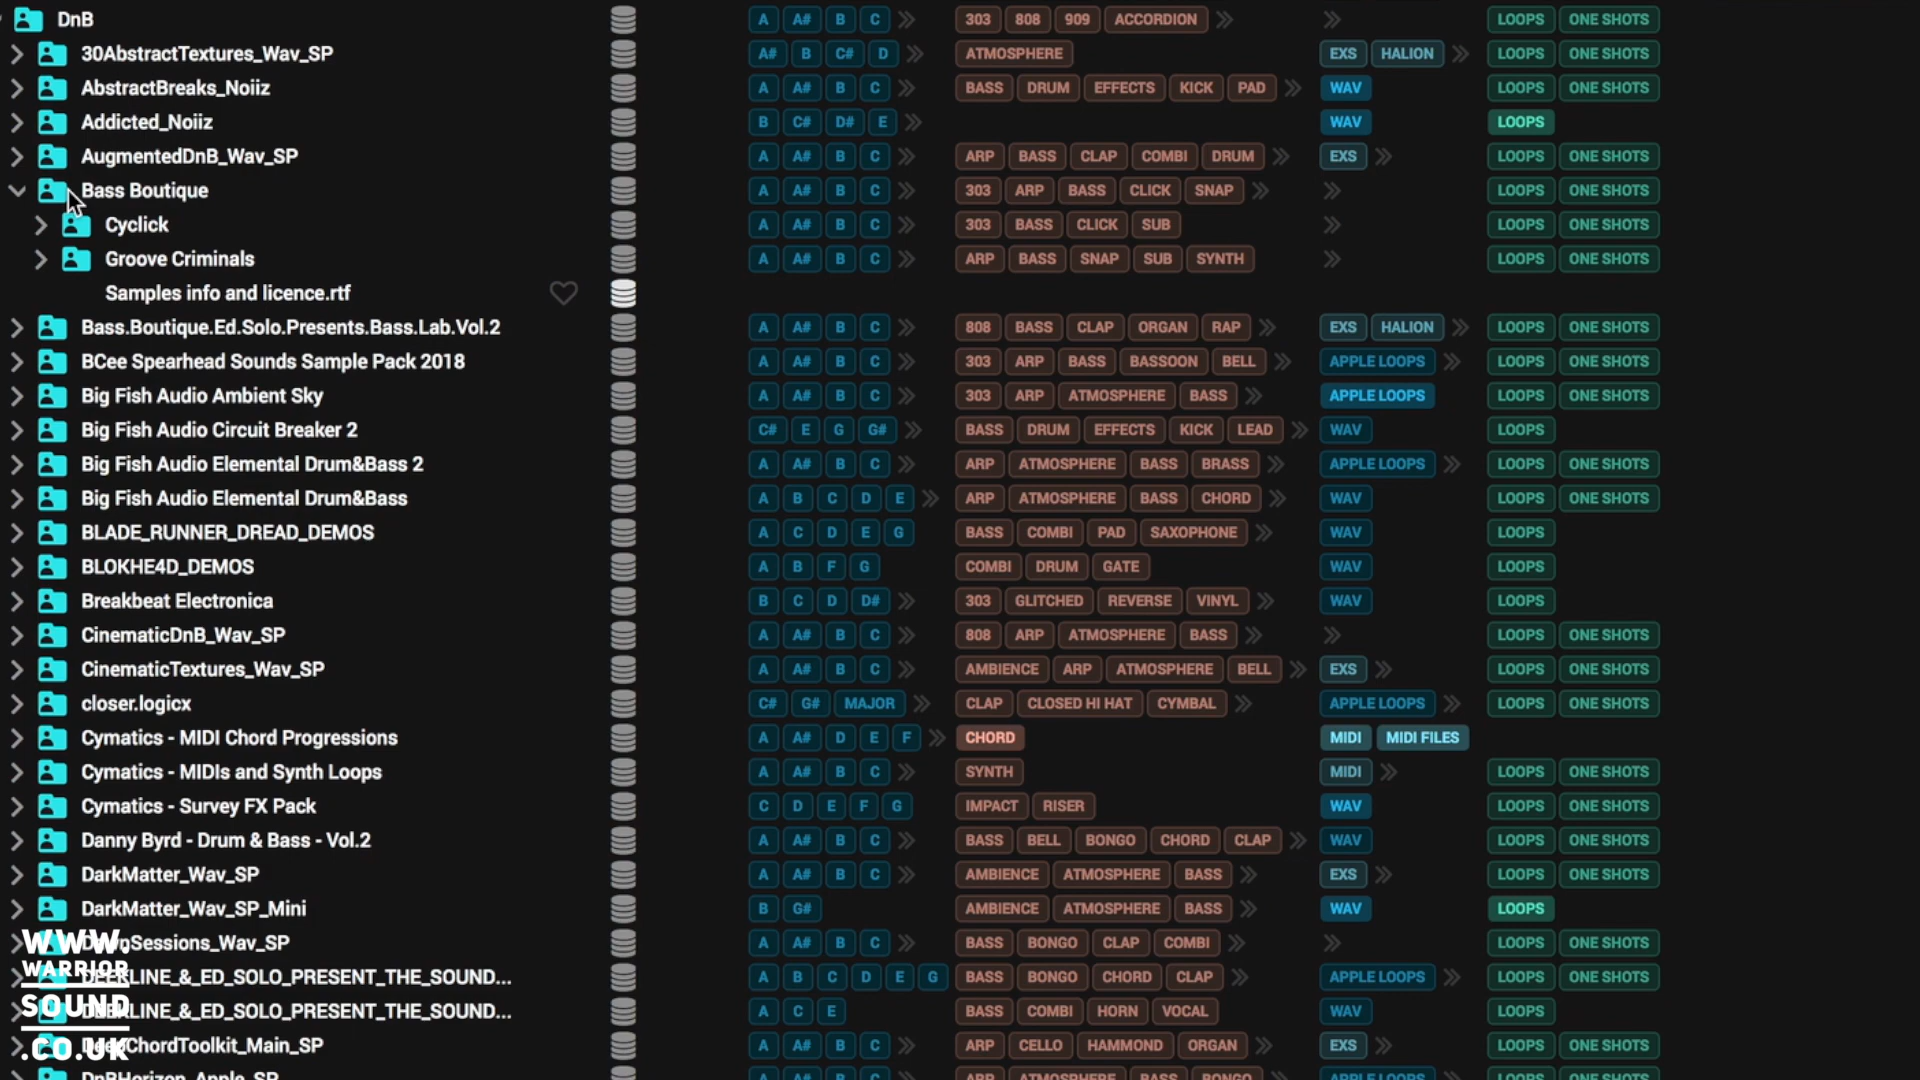 DnB A A# B C 303 808 909 ACCORDION LOOPS ONE SHOTS
30AbstractTextures_Wav_SP A# B C# D ATMOSPHERE EXS HALION LOOPS ONE SHOTS
AbstractBreaks_Noiiz A A# B C BASS DRUM EFFECTS KICK PAD WAV LOOPS ONE SHOTS
Addicted_Noiiz B C# D# E WAV LOOPS
AugmentedDnB_Wav_SP A A# B C ARP BASS CLAP COMBI DRUM EXS LOOPS ONE SHOTS
Bass Boutique A A# B C 303 ARP BASS CLICK SNAP LOOPS ONE SHOTS
Cyclick A A# B C 303 BASS CLICK SUB LOOPS ONE SHOTS
Groove Criminals A A# B C ARP BASS SNAP SUB SYNTH LOOPS ONE SHOTS
Samples info and licence.rtf
Bass.Boutique.Ed.Solo.Presents.Bass.Lab.Vol.2 A A# B C 808 BASS CLAP ORGAN RAP EXS HALION LOOPS ONE SHOTS
BCee Spearhead Sounds Sample Pack 2018 A A# B C 303 ARP BASS BASSOON BELL APPLE LOOPS LOOPS ONE SHOTS
Big Fish Audio Ambient Sky A A# B C 303 ARP ATMOSPHERE BASS APPLE LOOPS LOOPS ONE SHOTS
Big Fish Audio Circuit Breaker 2 C# E G G# BASS DRUM EFFECTS KICK LEAD WAV LOOPS
Big Fish Audio Elemental Drum&Bass 2 A A# B C ARP ATMOSPHERE BASS BRASS APPLE LOOPS LOOPS ONE SHOTS
Big Fish Audio Elemental Drum&Bass A B C D E ARP ATMOSPHERE BASS CHORD WAV LOOPS ONE SHOTS
BLADE_RUNNER_DREAD_DEMOS A C D E G BASS COMBI PAD SAXOPHONE WAV LOOPS
BLOKHE4D_DEMOS A B F G COMBI DRUM GATE WAV LOOPS
Breakbeat Electronica B C D D# 303 GLITCHED REVERSE VINYL WAV LOOPS
CinematicDnB_Wav_SP A A# B C 808 ARP ATMOSPHERE BASS LOOPS ONE SHOTS
CinematicTextures_Wav_SP A A# B C AMBIENCE ARP ATMOSPHERE BELL EXS LOOPS ONE SHOTS
closer.logicx C# G# MAJOR CLAP CLOSED HI HAT CYMBAL APPLE LOOPS LOOPS ONE SHOTS
Cymatics - MIDI Chord Progressions A A# D E F CHORD MIDI MIDI FILES
Cymatics - MIDIs and Synth Loops A A# B C SYNTH MIDI LOOPS ONE SHOTS
Cymatics - Survey FX Pack C D E F G IMPACT RISER WAV LOOPS ONE SHOTS
Danny Byrd - Drum & Bass - Vol.2 A A# B C BASS BELL BONGO CHORD CLAP WAV LOOPS ONE SHOTS
DarkMatter_Wav_SP A A# B C AMBIENCE ATMOSPHERE BASS EXS LOOPS ONE SHOTS
DarkMatter_Wav_SP_Mini B G# AMBIENCE ATMOSPHERE BASS WAV LOOPS
WWW.
A A# B C BASS BONGO CLAP COMBI LOOPS ONE SHOTS
WARRIOR
DEEKLINE_&_ED_SOLO_PRESENT_THE_SOUND... A B C D E G BASS BONGO CHORD CLAP APPLE LOOPS LOOPS ONE SHOTS
SOUND
DEEKLINE_&_ED_SOLO_PRESENT_THE_SOUND... A C E BASS COMBI HORN VOCAL WAV LOOPS
.CO.UK
DeepChordToolkit_Main_SP A A# B C ARP CELLO HAMMOND ORGAN EXS LOOPS ONE SHOTS
DnBHorizon_Apple_SP A A# B C ARP ATMOSPHERE BASS BONGO APPLE LOOPS LOOPS ONE SHOTS